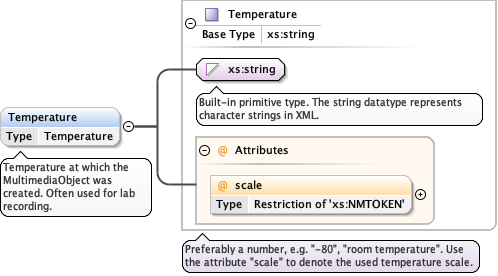 Temperature
Base Type xs:string
xs:string
Built-in primitive type. The string datatype represents
character strings in XML.
Temperature
Type Temperature
Temperature at which the
MultimediaObject was
created. Often used for lab
recording.
@ Attributes
@ scale
Type Restriction of 'xs:NMTOKEN'
Preferably a number, e.g. "-80", "room temperature". Use
the attribute "scale" to denote the used temperature scale.